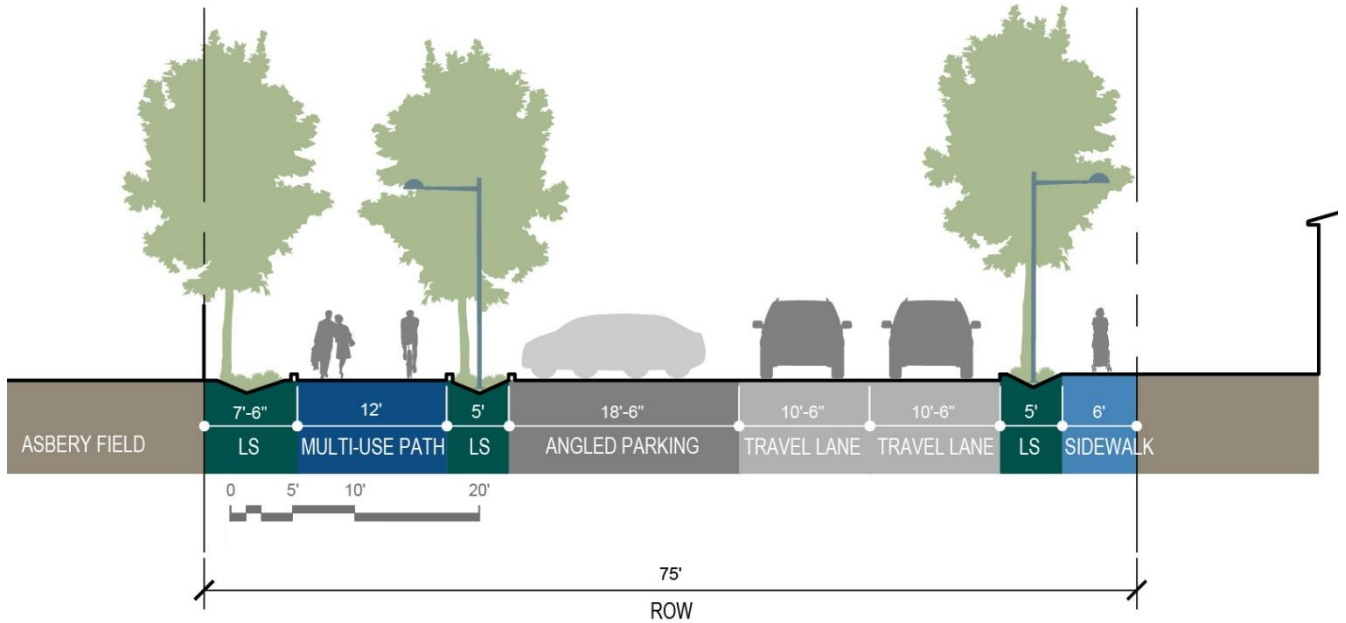 7'-6" 12' 5' 18'-6" 10'-6" 10'-6" 5' 6'
ASBERY FIELD LS MULTI-USE PATH LS ANGLED PARKING TRAVEL LANE TRAVEL LANE LS SIDEWALK
0 5' 10' 20'
75'
ROW